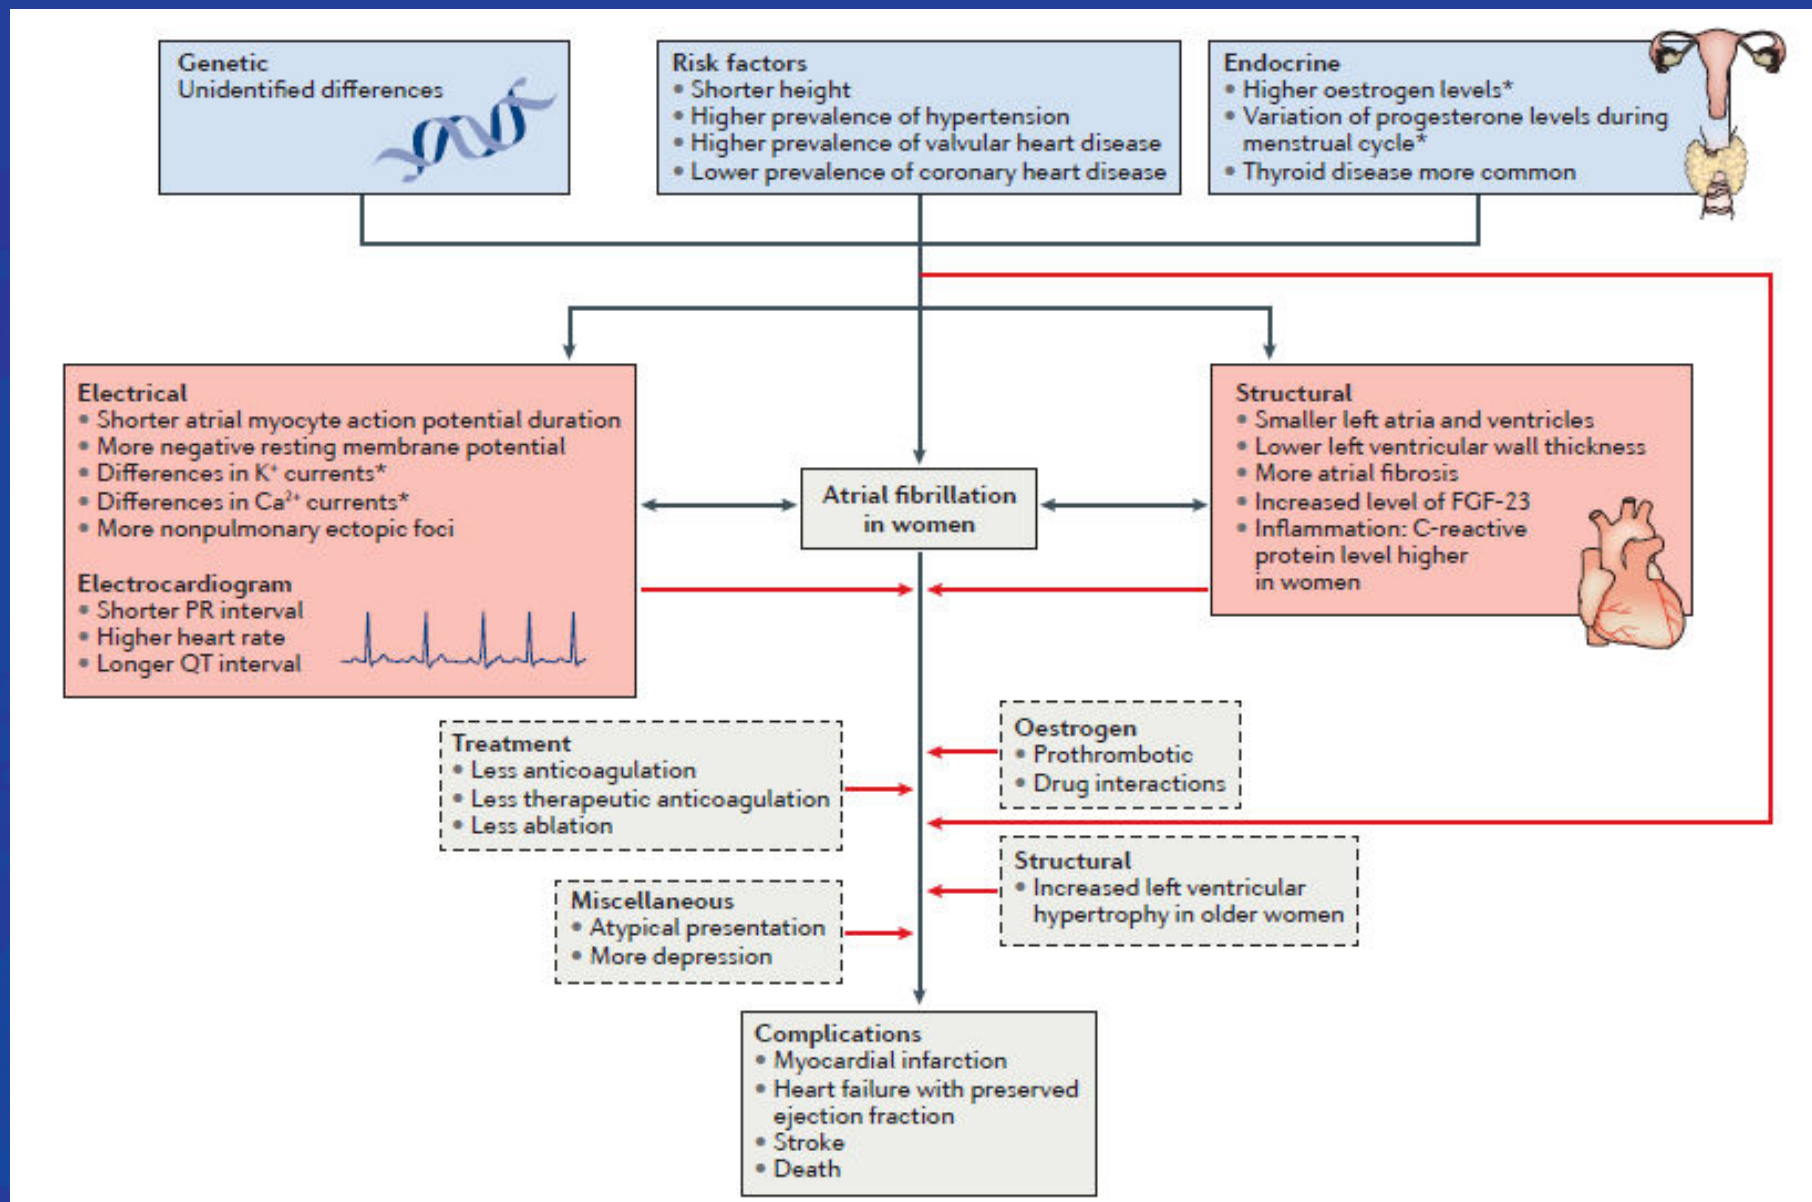 Genetic
Unidentified differences
Risk factors
• Shorter height
• Higher prevalence of hypertension
• Higher prevalence of valvular heart disease
• Lower prevalence of coronary heart disease
Endocrine
• Higher oestrogen levels*
• Variation of progesterone levels during
menstrual cycle*
• Thyroid disease more common
Electrical
• Shorter atrial myocyte action potential duration
• More negative resting membrane potential
• Differences in K⁺ currents*
• Differences in Ca²⁺ currents*
• More nonpulmonary ectopic foci
Electrocardiogram
• Shorter PR interval
• Higher heart rate
• Longer QT interval
Atrial fibrillation
in women
Structural
• Smaller left atria and ventricles
• Lower left ventricular wall thickness
• More atrial fibrosis
• Increased level of FGF-23
• Inflammation: C-reactive
protein level higher
in women
Treatment
• Less anticoagulation
• Less therapeutic anticoagulation
• Less ablation
Oestrogen
• Prothrombotic
• Drug interactions
Miscellaneous
• Atypical presentation
• More depression
Structural
• Increased left ventricular
hypertrophy in older women
Complications
• Myocardial infarction
• Heart failure with preserved
ejection fraction
• Stroke
• Death